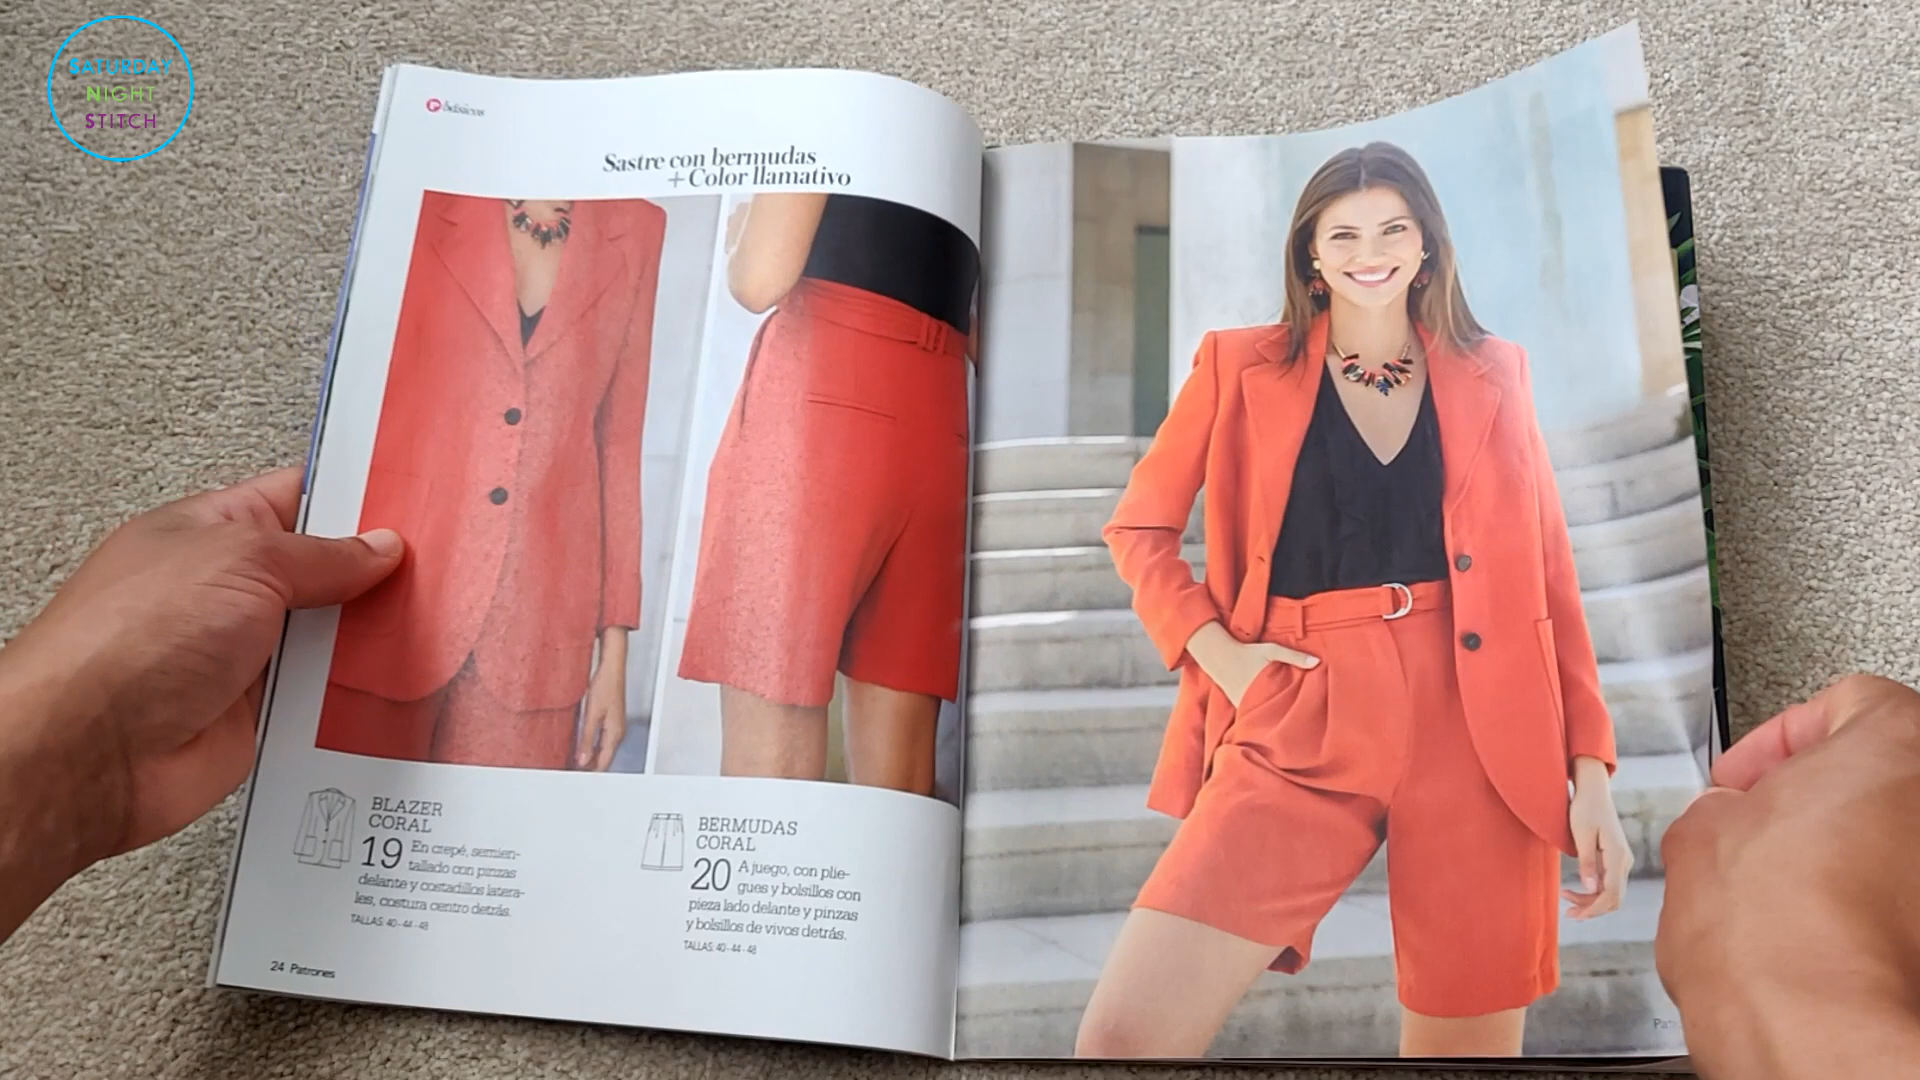 SATURDAY
NIGHT
STITCH
básicos
Sastre con bermudas
+ Color llamativo
BLAZER
CORAL
19 En crepé, semien-
tallado con pinzas
delante y costadillos latera-
les, costura centro detrás.
TALLAS: 40 - 44 - 48
BERMUDAS
CORAL
20 A juego, con plie-
gues y bolsillos con
pieza lado delante y pinzas
y bolsillos de vivos detrás.
TALLAS: 40 - 44 - 48
24 Patrones